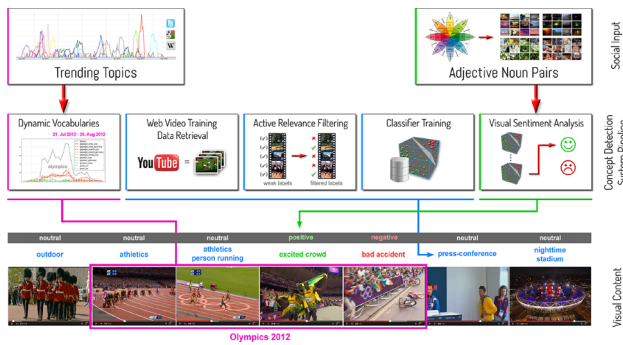 Trending Topics
Adjective Noun Pairs
Social Input
Dynamic Vocabularies
21. Jul 2012 - 26. Aug 2012
olympics
Web Video Training
Data Retrieval
YouTube =
Active Relevance Filtering
weak labels
filtered labels
Classifier Training
Visual Sentiment Analysis
Concept Detection
System Pipeline
neutral
neutral
neutral
positive
negative
neutral
neutral
outdoor
athletics
athletics
person running
excited crowd
bad accident
press-conference
nighttime
stadium
Visual Content
Olympics 2012